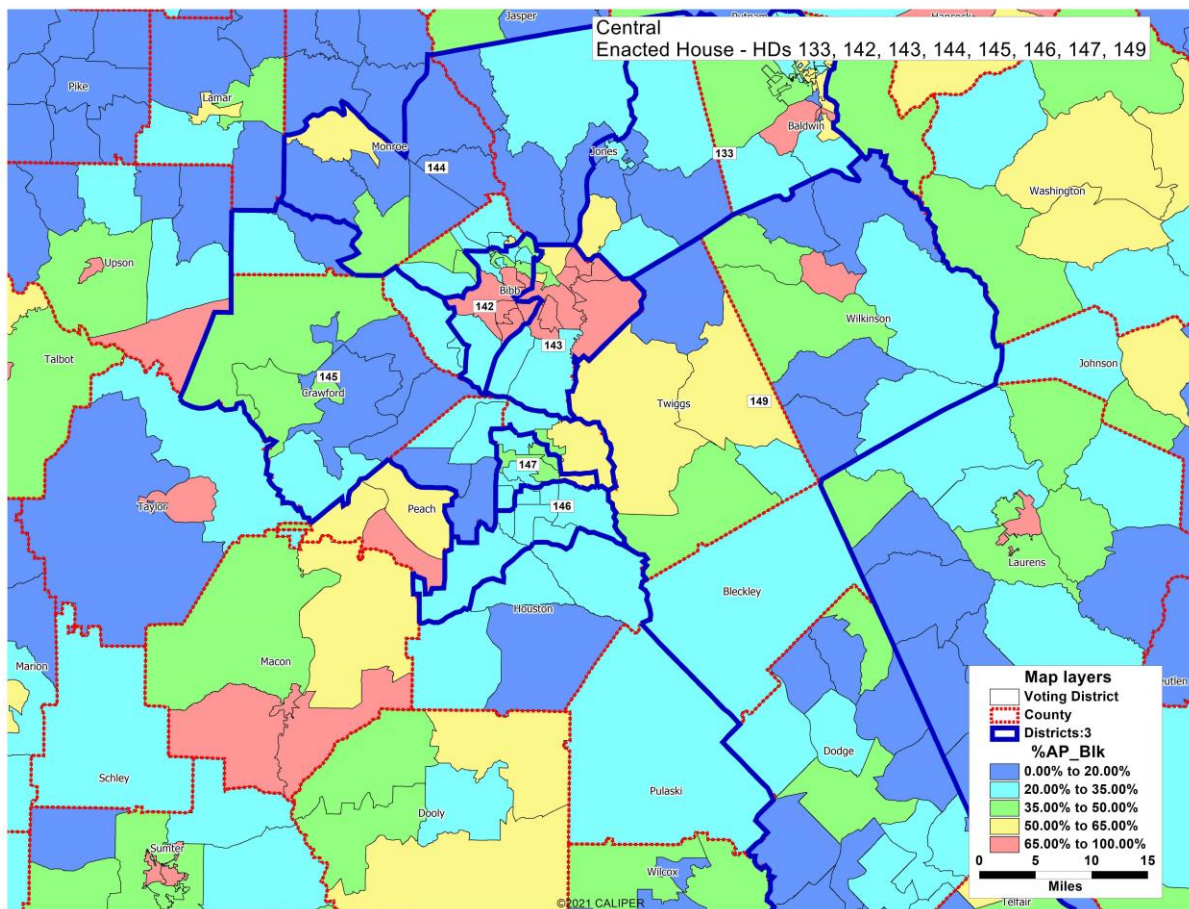 Jasper
Central
Enacted House - HDs 133, 142, 143, 144, 145, 146, 147, 149
Pike
Lamar
Monroe
144
Jones
133
Baldwin
Washington
Upson
Bibb
142
143
Wilkinson
Johnson
Talbot
145
Crawford
Twiggs
149
147
Taylor
Peach
146
Laurens
Bleckley
Houston
Marion
Macon
Schley
Dodge
Pulaski
Dooly
Sumter
Wilcox
Telfair
Map layers
Voting District
County
Districts:3
%AP_Blk
0.00% to 20.00%
20.00% to 35.00%
35.00% to 50.00%
50.00% to 65.00%
65.00% to 100.00%
0 5 10 15
Miles
©2021 CALIPER